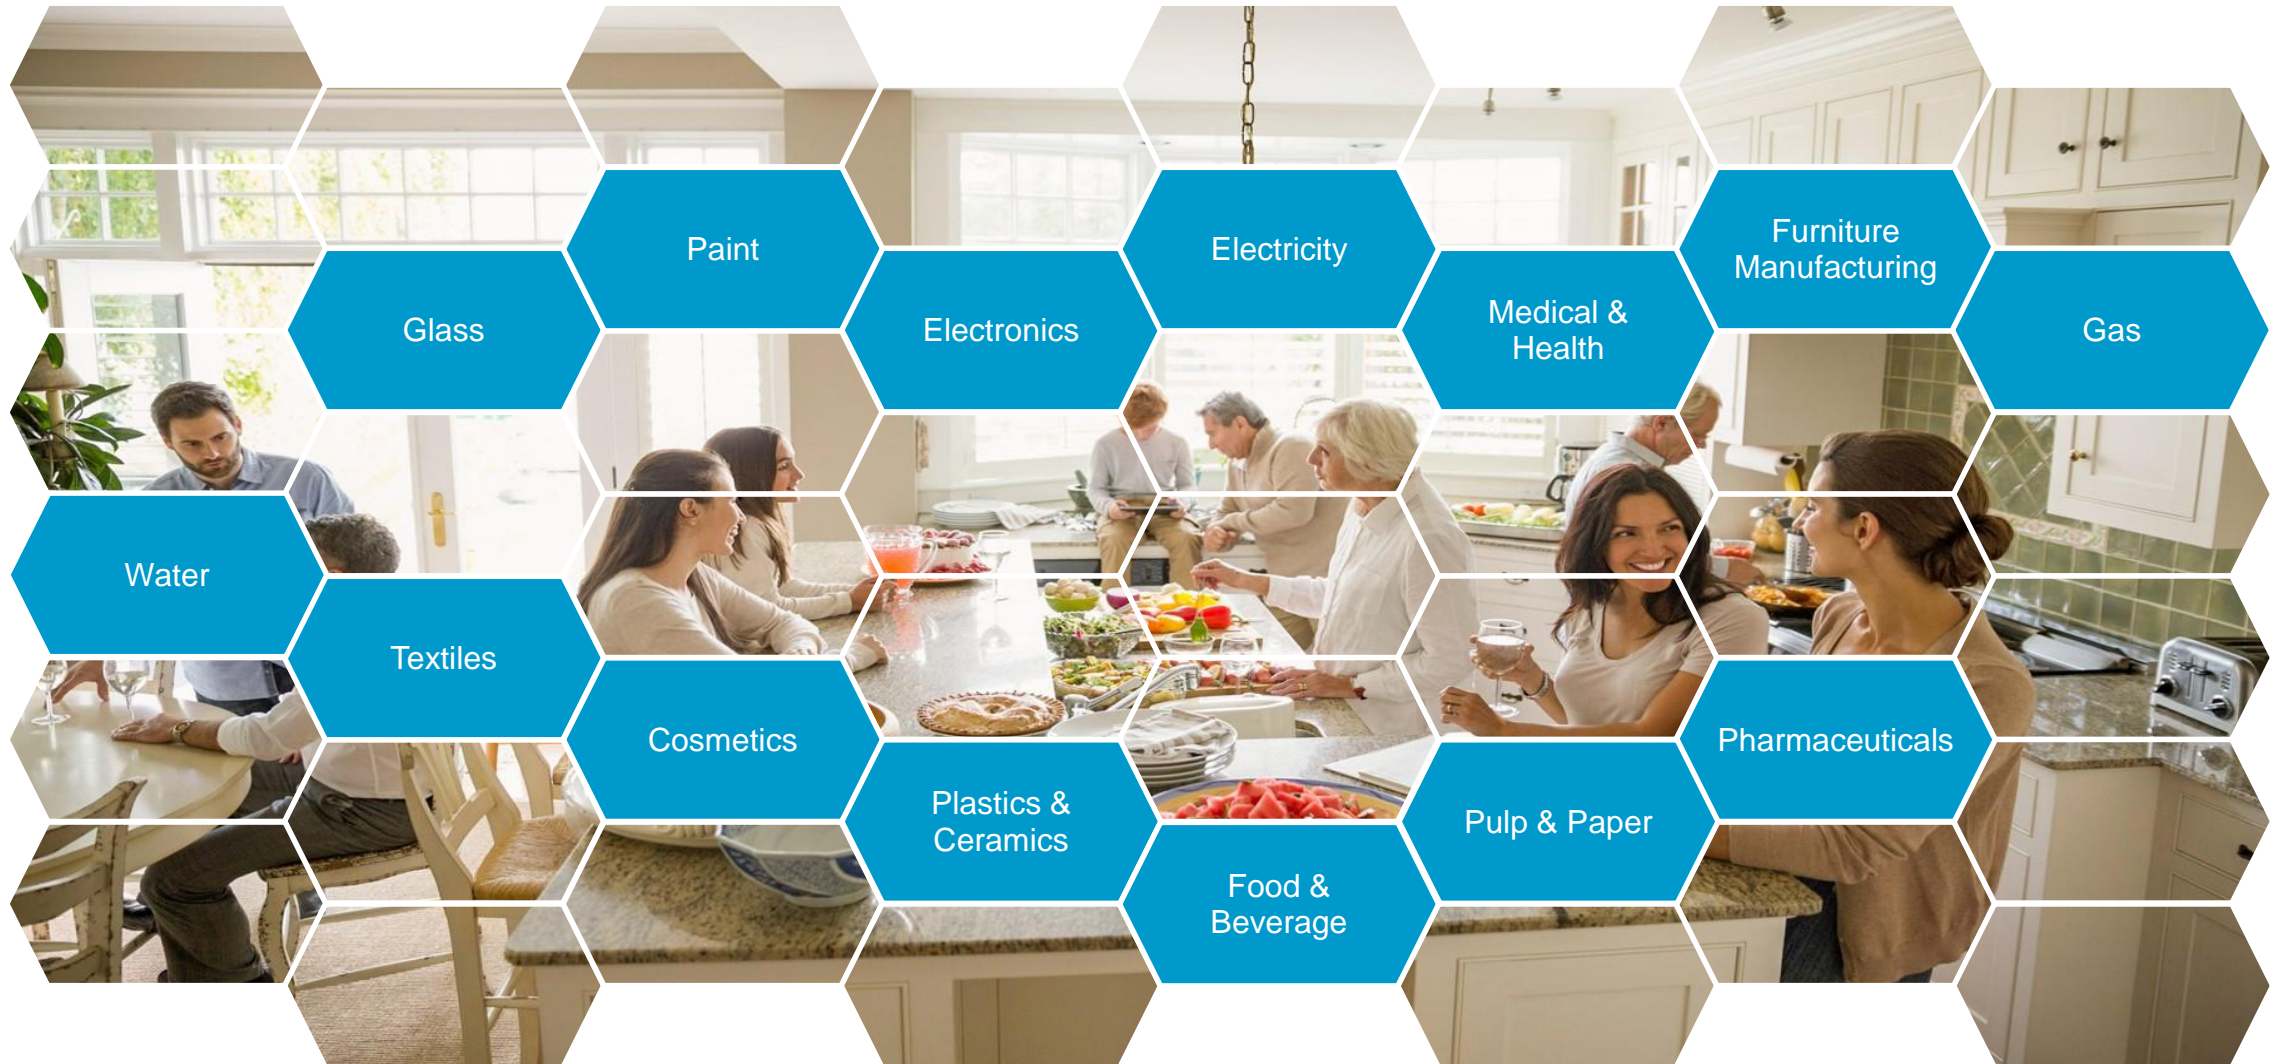 Paint
Electricity
Furniture
Manufacturing
Glass
Electronics
Medical &
Health
Gas
Water
Textiles
Cosmetics
Pharmaceuticals
Plastics &
Ceramics
Pulp & Paper
Food &
Beverage